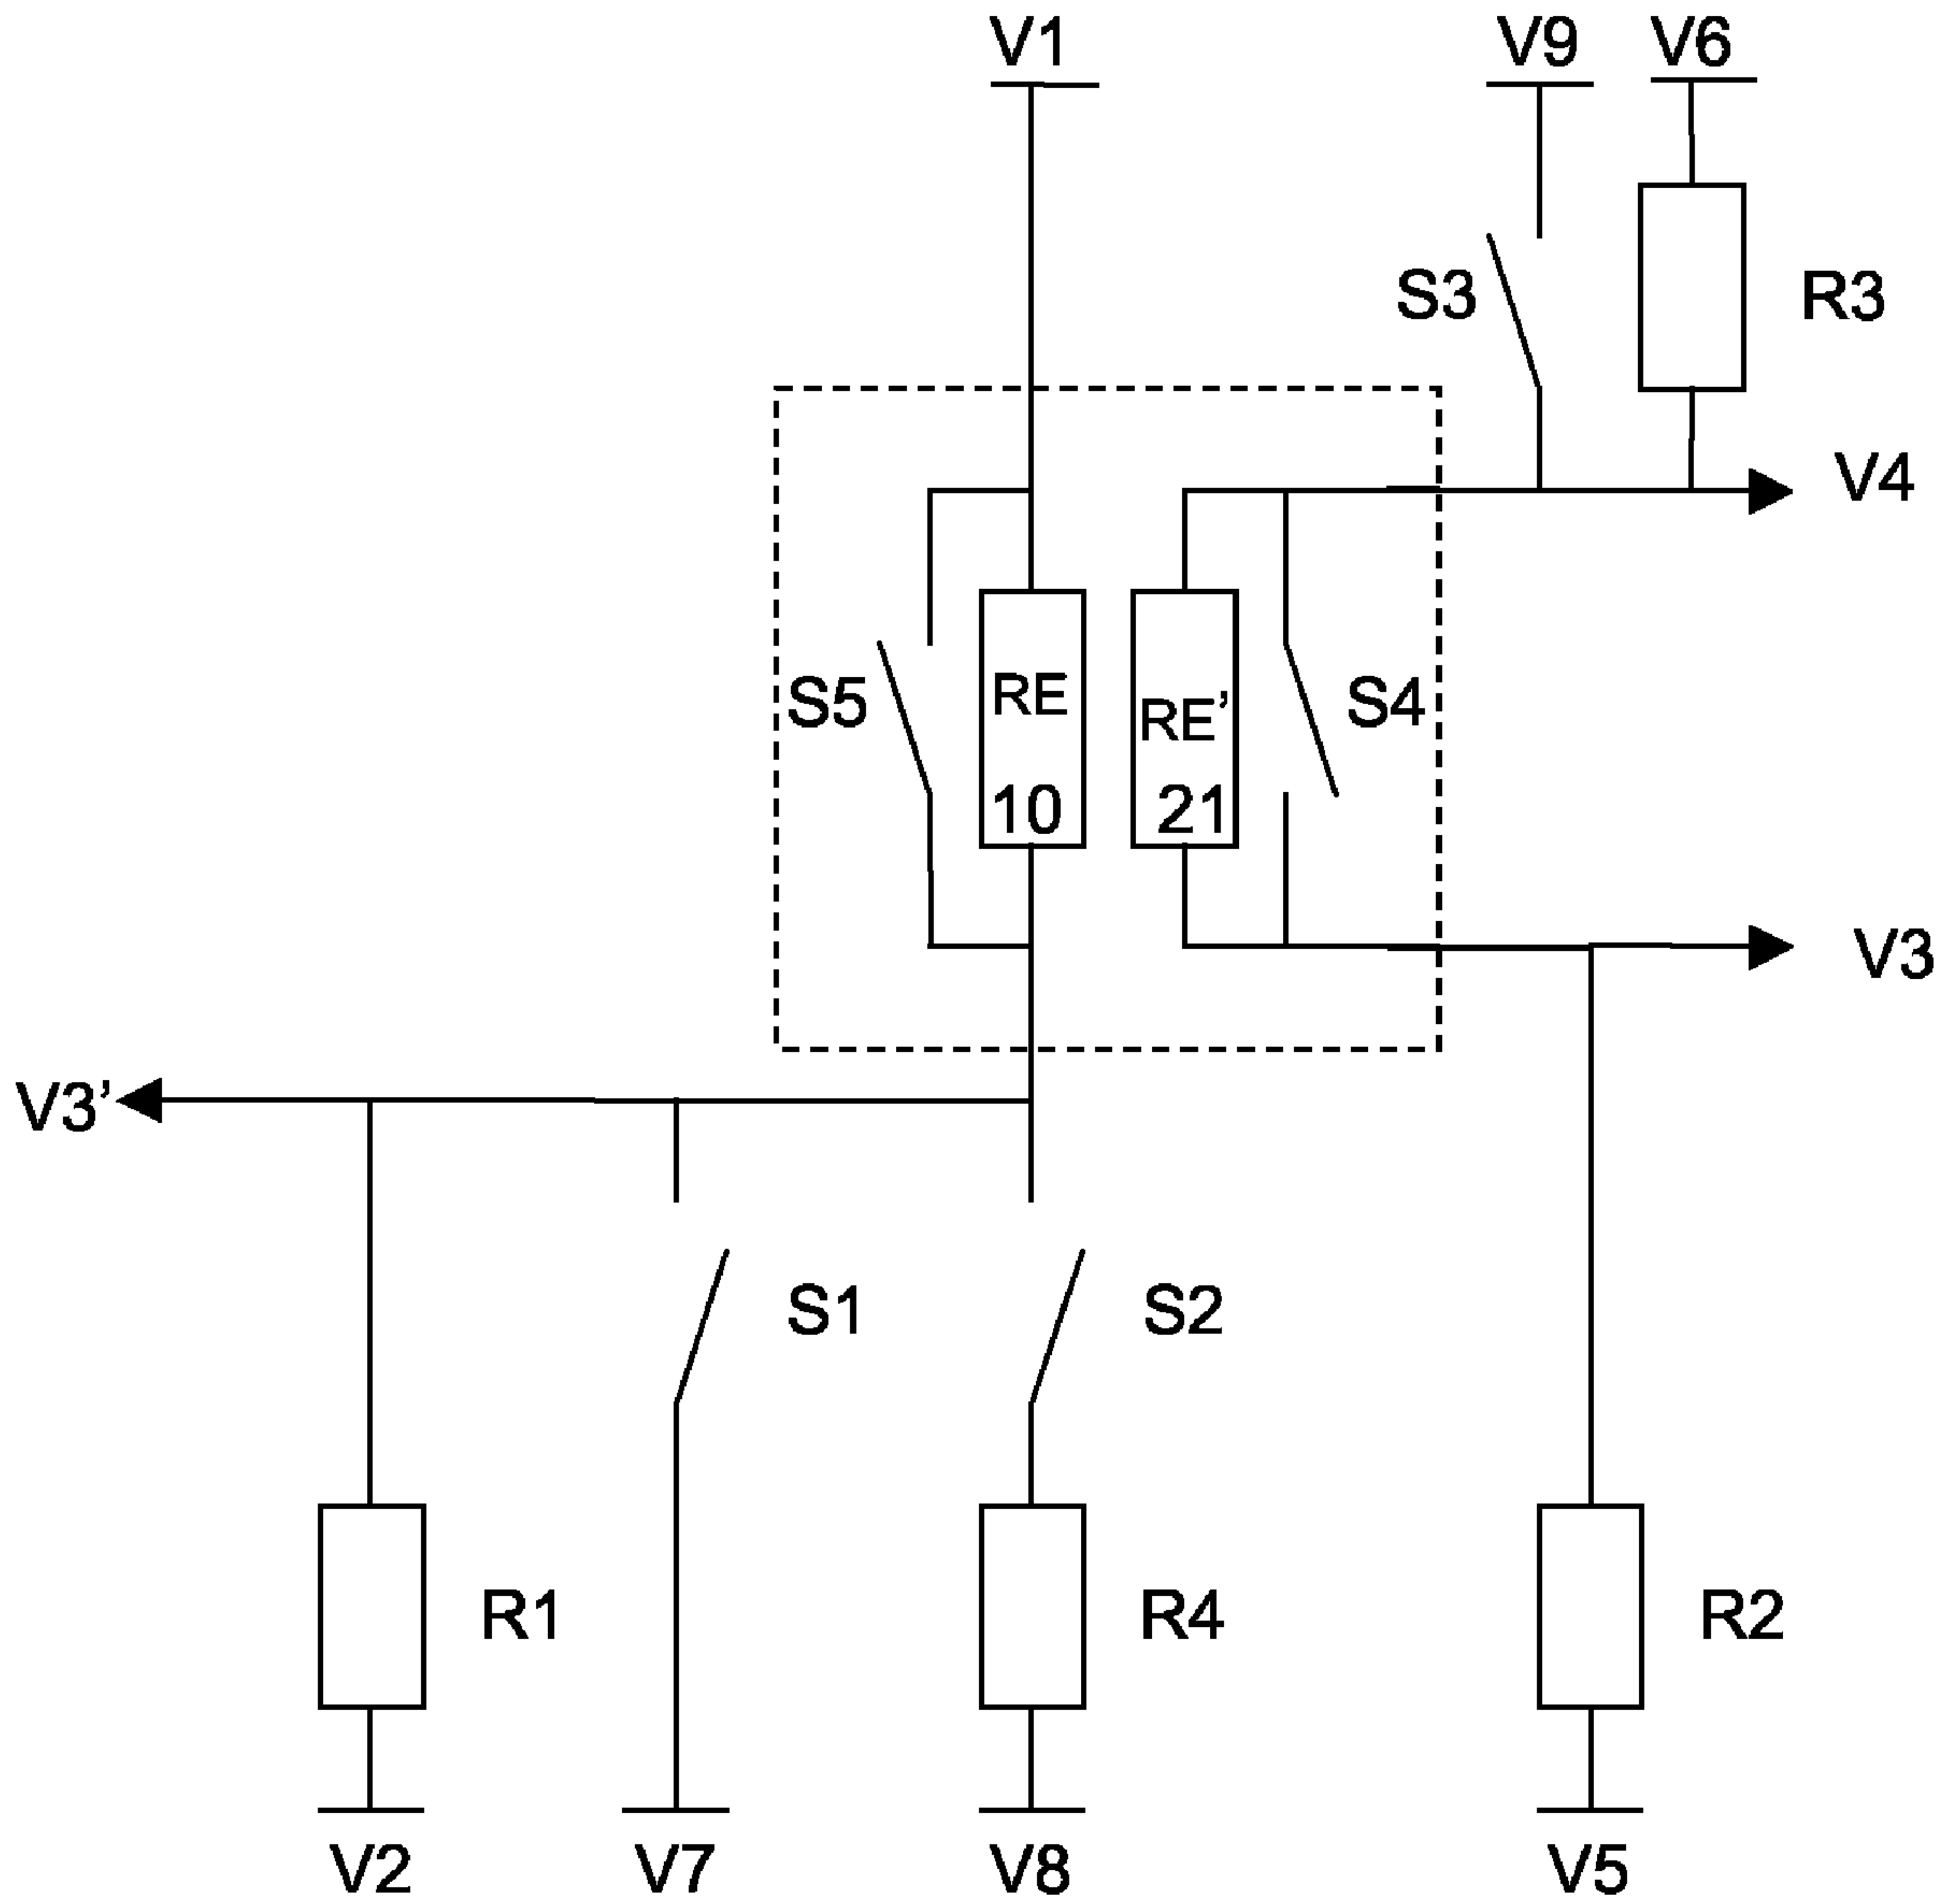 V1 V9 V6
S3 R3
V4
S5 RE RE' S4
10 21
V3
V3'
S1 S2
R1 R4 R2
V2 V7 V8 V5